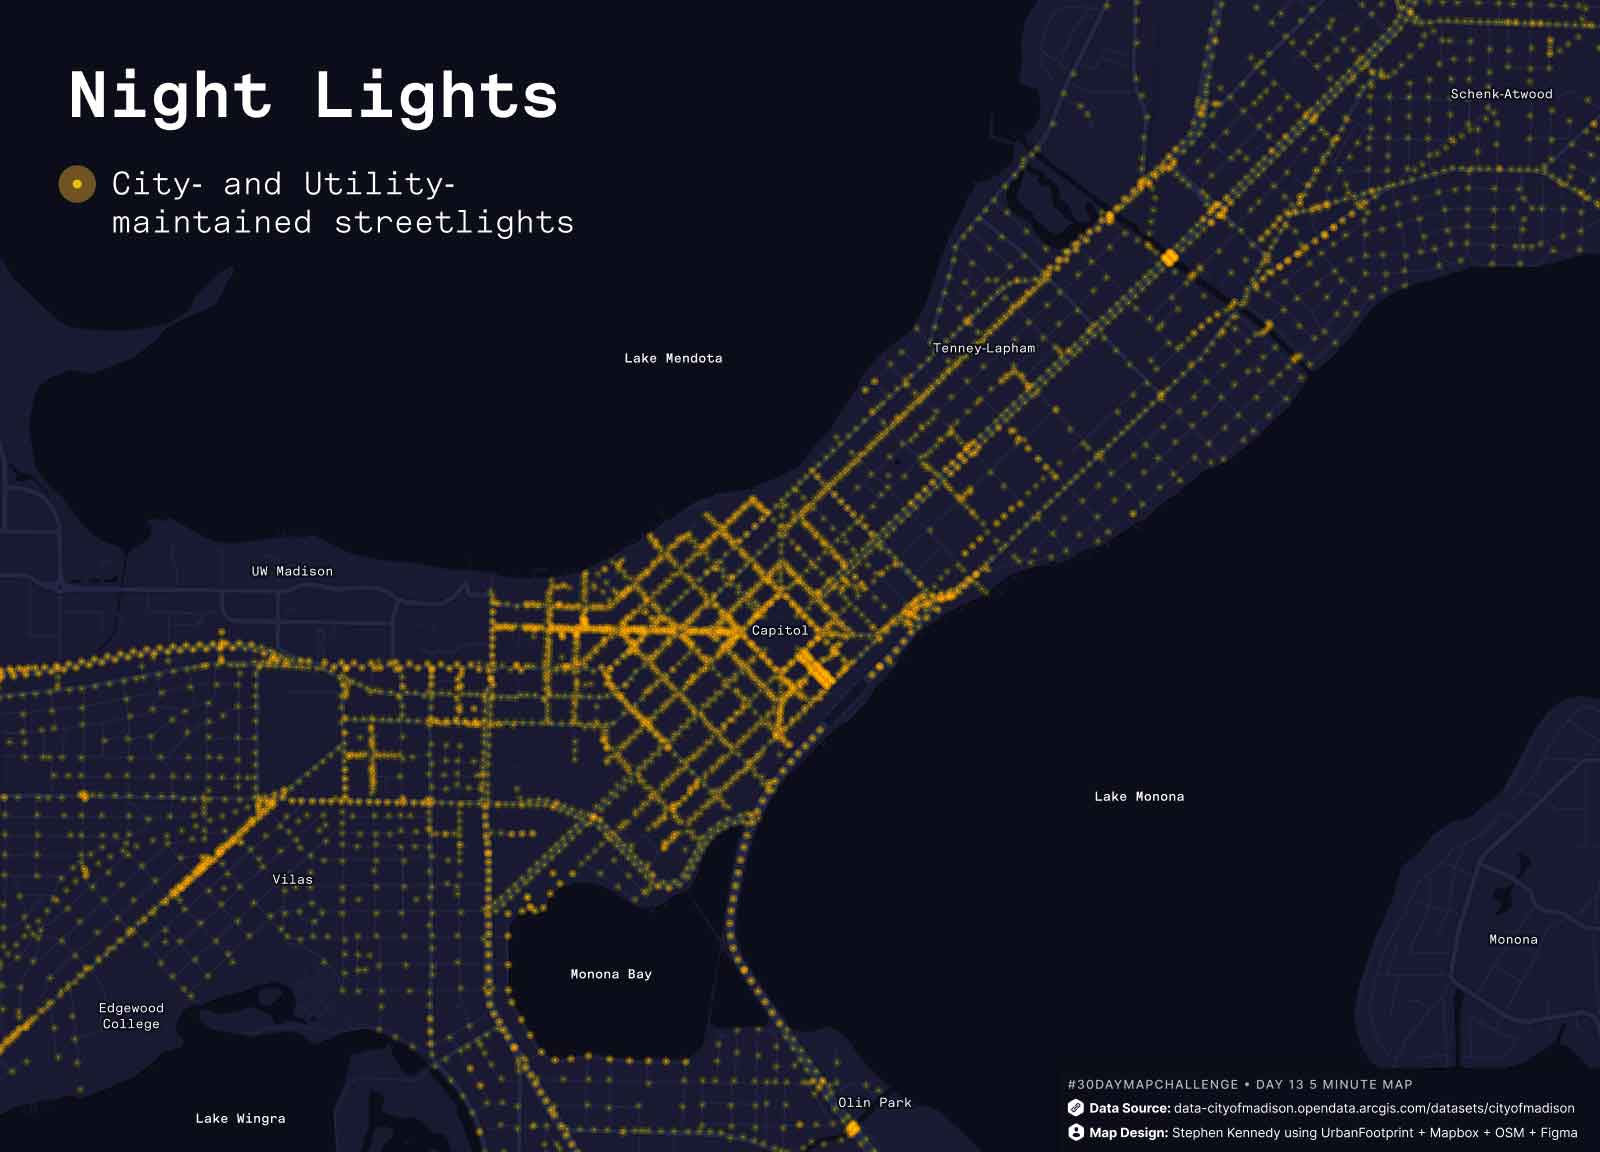 Night Lights
City- and Utility-
maintained streetlights
Schenk-Atwood
Tenney-Lapham
Lake Mendota
UW Madison
Capitol
Lake Monona
Vilas
Monona
Monona Bay
Edgewood
College
Lake Wingra
Olin Park
#30DAYMAPCHALLENGE • DAY 13 5 MINUTE MAP
Data Source: data-cityofmadison.opendata.arcgis.com/datasets/cityofmadison
Map Design: Stephen Kennedy using UrbanFootprint + Mapbox + OSM + Figma